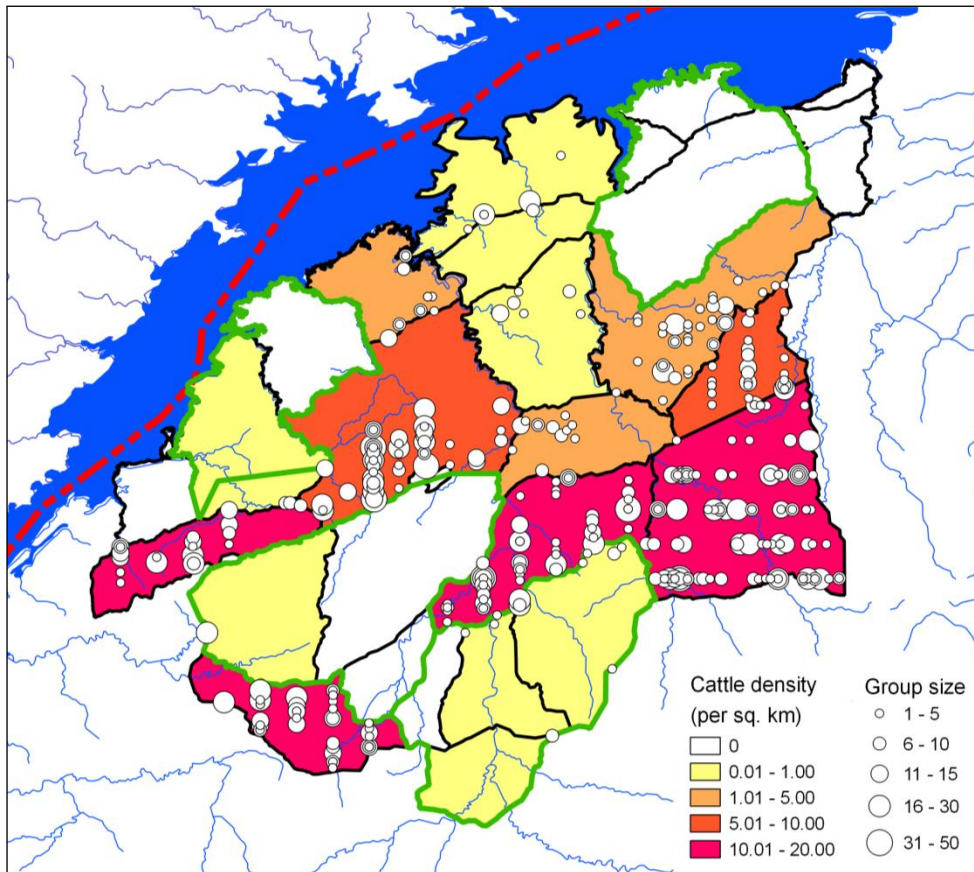 Cattle density
(per sq. km)
0
0.01 - 1.00
1.01 - 5.00
5.01 - 10.00
10.01 - 20.00
Group size
1 - 5
6 - 10
11 - 15
16 - 30
31 - 50